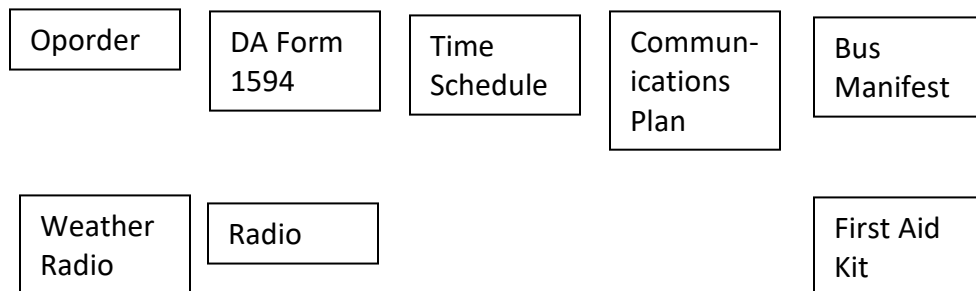 Oporder
DA Form
1594
Time
Schedule
Commun-
ications
Plan
Bus
Manifest
Weather
Radio
Radio
First Aid
Kit